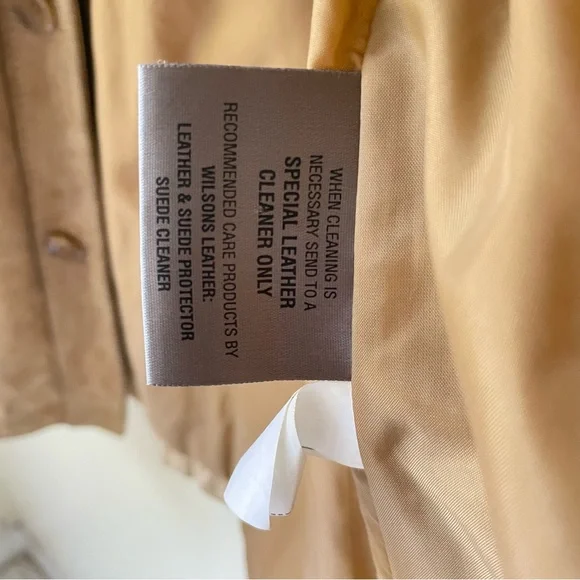 WHEN CLEANING IS
NECESSARY SEND TO A
SPECIAL LEATHER
CLEANER ONLY
RECOMMENDED CARE PRODUCTS BY
WILSONS LEATHER:
LEATHER & SUEDE PROTECTOR
SUEDE CLEANER